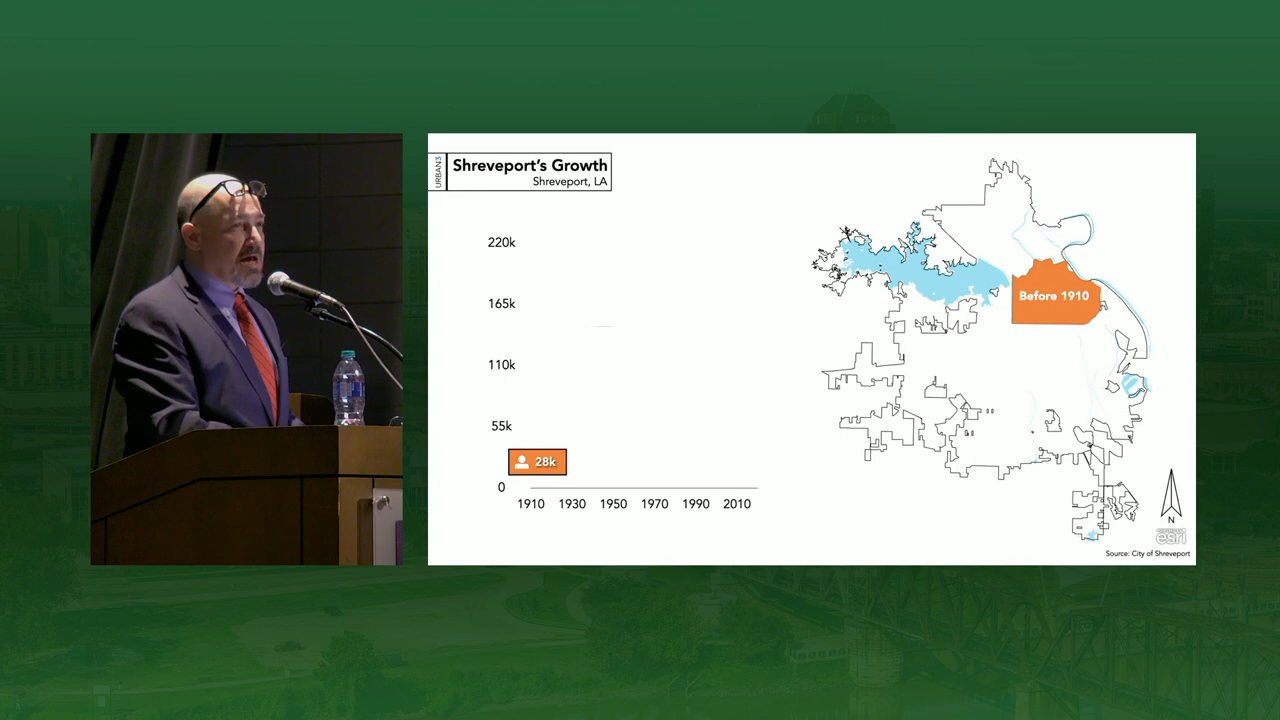 URBAN3
Shreveport's Growth
Shreveport, LA
220k
165k
110k
55k
28k
0
1910 1930 1950 1970 1990 2010
Before 1910
N
esri
Source: City of Shreveport